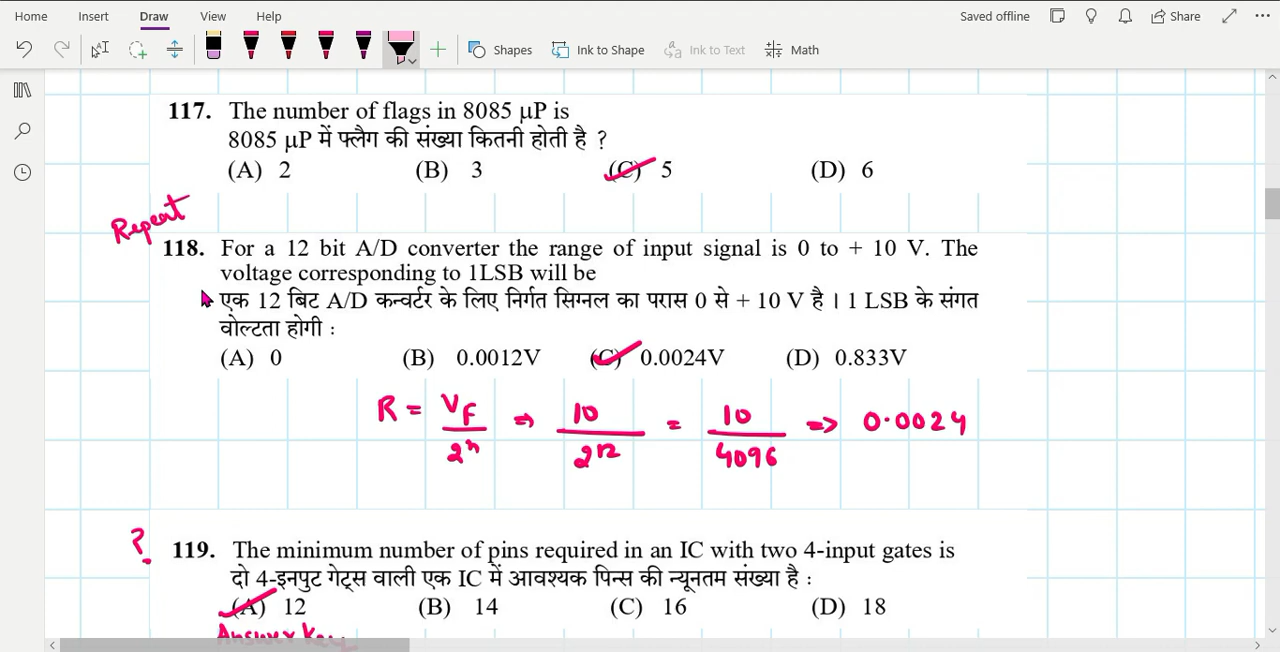 Home Insert Draw View Help Saved offline Share
Shapes Ink to Shape Ink to Text Math
117. The number of flags in 8085 µP is
8085 µP में फ्लैग की संख्या कितनी होती है ?
(A) 2 (B) 3 (C) 5 (D) 6
Repeat
118. For a 12 bit A/D converter the range of input signal is 0 to + 10 V. The
voltage corresponding to 1LSB will be
एक 12 बिट A/D कन्वर्टर के लिए निर्गत सिग्नल का परास 0 से + 10 V है । 1 LSB के संगत
वोल्टता होगी :
(A) 0 (B) 0.0012V (C) 0.0024V (D) 0.833V
R = VF/2^n ⇒ 10/2^12 = 10/4096 ⇒ 0.0024
?
119. The minimum number of pins required in an IC with two 4-input gates is
दो 4-इनपुट गेट्स वाली एक IC में आवश्यक पिन्स की न्यूनतम संख्या है :
(A) 12 (B) 14 (C) 16 (D) 18
Answer Key